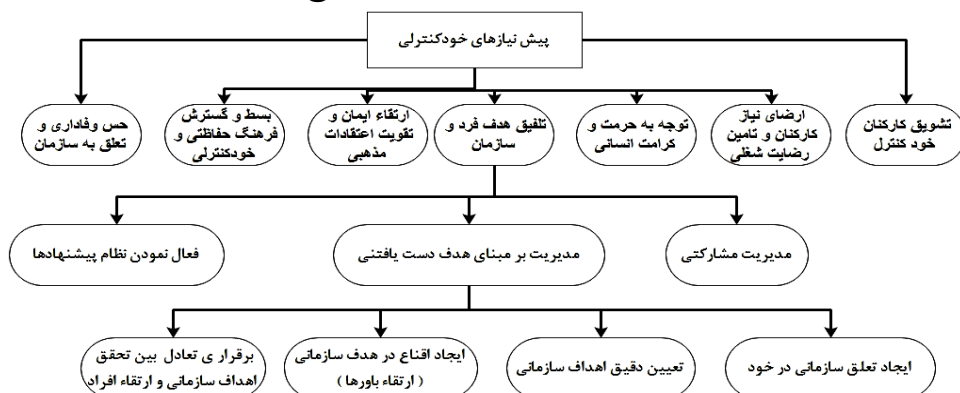 پیش نیازهای خودکنترلی
تشویق کارکنان
خود کنترل
ارضای نیاز
کارکنان و تامین
رضایت شغلی
توجه به حرمت و
کرامت انسانی
تلفیق هدف فرد و
سازمان
ارتقاء ایمان و
تقویت اعتقادات
مذهبی
بسط و گسترش
فرهنگ حفاظتی و
خودکنترلی
حس وفاداری و
تعلق به سازمان
مدیریت مشارکتی
مدیریت بر مبنای هدف دست یافتنی
فعال نمودن نظام پیشنهادها
ایجاد تعلق سازمانی در خود
تعیین دقیق اهداف سازمانی
ایجاد اقناع در هدف سازمانی
( ارتقاء باورها )
برقرار ی تعادل بین تحقق
اهداف سازمانی و ارتقاء افراد